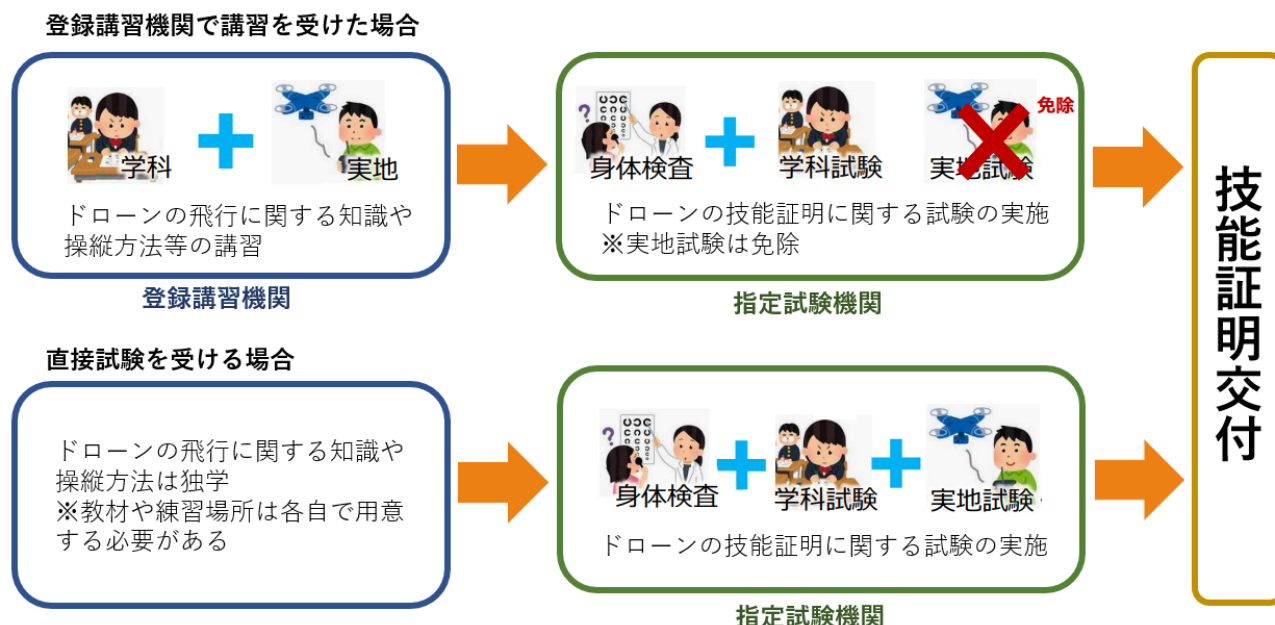 登録講習機関で講習を受けた場合
学科
実地
ドローンの飛行に関する知識や
操縦方法等の講習
登録講習機関
?
身体検査
学科試験
実地試験
免除
ドローンの技能証明に関する試験の実施
※実地試験は免除
指定試験機関
直接試験を受ける場合
ドローンの飛行に関する知識や
操縦方法は独学
※教材や練習場所は各自で用意
する必要がある
?
身体検査
学科試験
実地試験
ドローンの技能証明に関する試験の実施
指定試験機関
技能証明交付